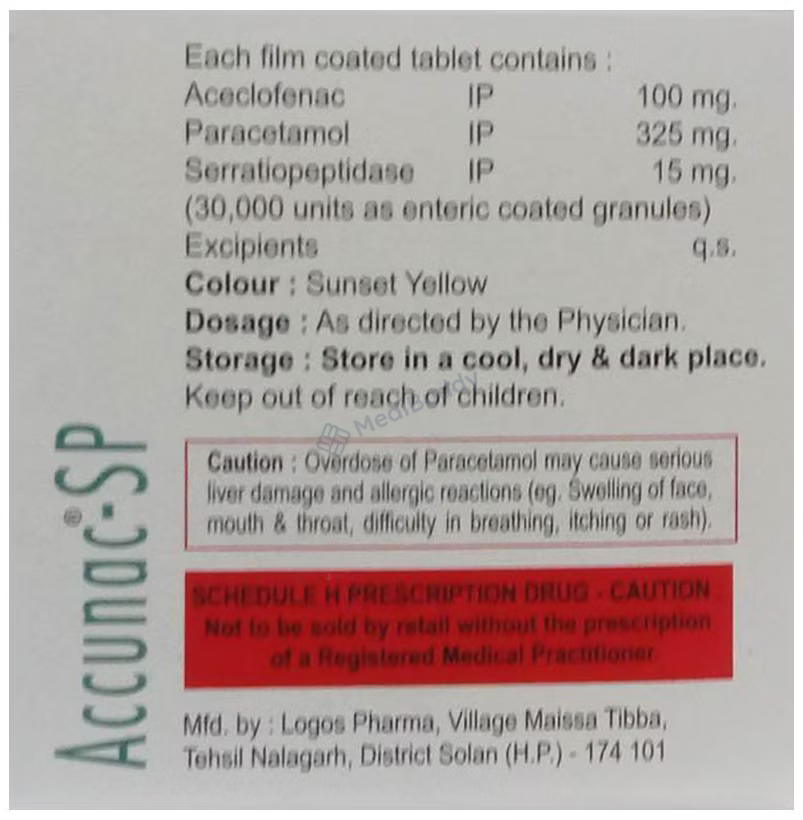 Each film coated tablet contains :
Aceclofenac IP 100 mg.
Paracetamol IP 325 mg.
Serratiopeptidase IP 15 mg.
(30,000 units as enteric coated granules)
Excipients q.s.
Colour : Sunset Yellow
Dosage : As directed by the Physician.
Storage : Store in a cool, dry & dark place.
Keep out of reach of children.
MediBuddy
Caution : Overdose of Paracetamol may cause serious
liver damage and allergic reactions (eg. Swelling of face,
mouth & throat, difficulty in breathing, itching or rash).
SCHEDULE H PRESCRIPTION DRUG - CAUTION
Not to be sold by retail without the prescription
of a Registered Medical Practitioner
Mfd. by : Logos Pharma, Village Maissa Tibba,
Tehsil Nalagarh, District Solan (H.P.) - 174 101
Accunac®-SP